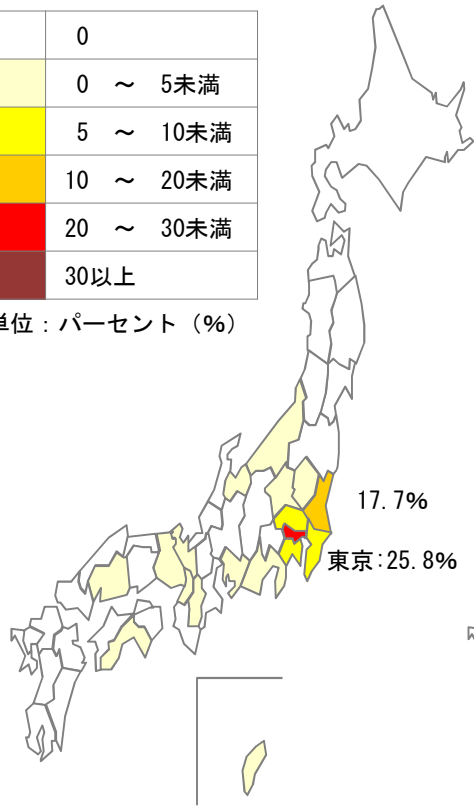 0
0 ～ 5未満
5 ～ 10未満
10 ～ 20未満
20 ～ 30未満
30以上
単位：パーセント（%）
17.7%
東京:25.8%